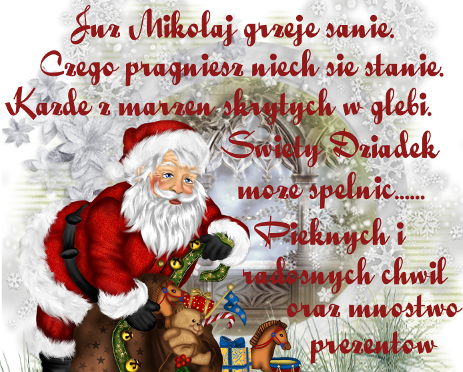 Juz Mikolaj grzeje sanie.
Czego pragniesz niech sie stanie.
Kazde z marzen skrytych w glebi.
Swiety Dziadek
moze spelnic......
Pieknych i
radosnych chwil
oraz mnostwo
prezentow